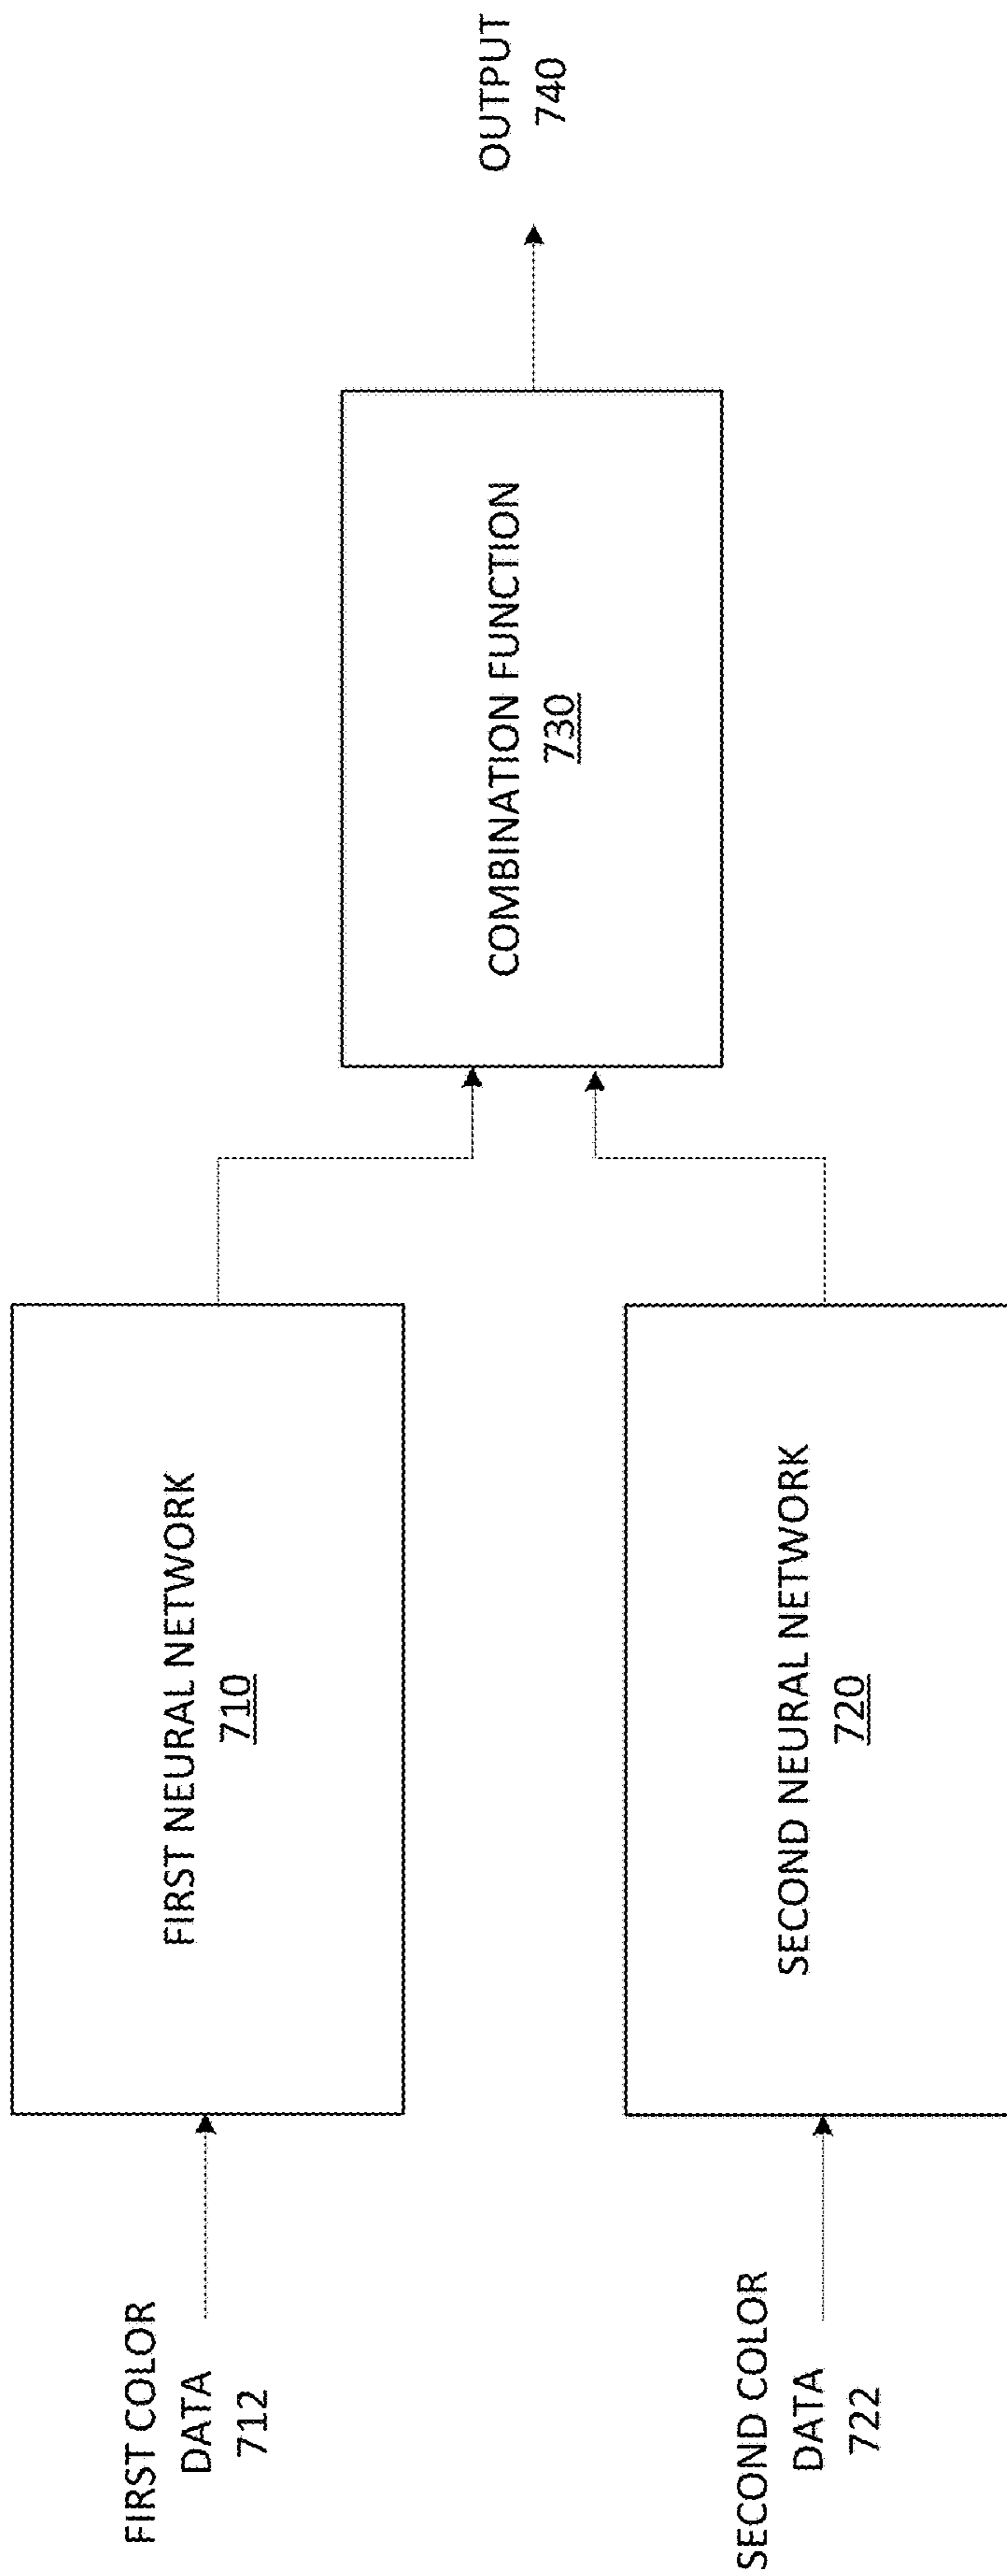 FIRST COLOR
DATA
712
FIRST NEURAL NETWORK
710
SECOND COLOR
DATA
722
SECOND NEURAL NETWORK
720
COMBINATION FUNCTION
730
OUTPUT
740